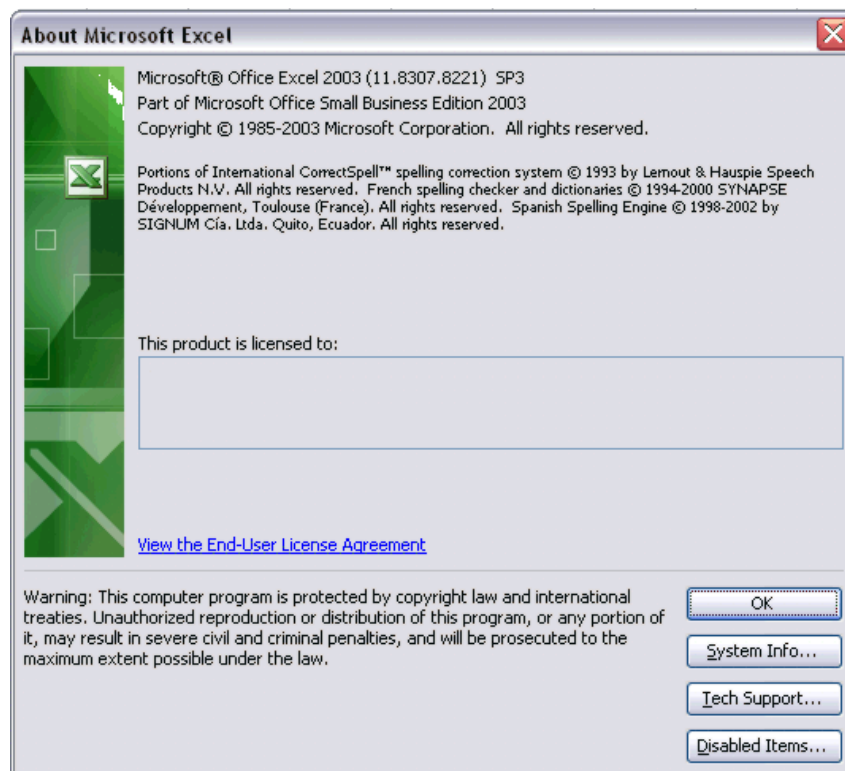 About Microsoft Excel
Microsoft® Office Excel 2003 (11.8307.8221) SP3
Part of Microsoft Office Small Business Edition 2003
Copyright © 1985-2003 Microsoft Corporation. All rights reserved.
Portions of International CorrectSpell™ spelling correction system © 1993 by Lernout & Hauspie Speech
Products N.V. All rights reserved. French spelling checker and dictionaries © 1994-2000 SYNAPSE
Développement, Toulouse (France). All rights reserved. Spanish Spelling Engine © 1998-2002 by
SIGNUM Cía. Ltda. Quito, Ecuador. All rights reserved.
This product is licensed to:
View the End-User License Agreement
Warning: This computer program is protected by copyright law and international
treaties. Unauthorized reproduction or distribution of this program, or any portion of
it, may result in severe civil and criminal penalties, and will be prosecuted to the
maximum extent possible under the law.
OK
System Info...
Tech Support...
Disabled Items...